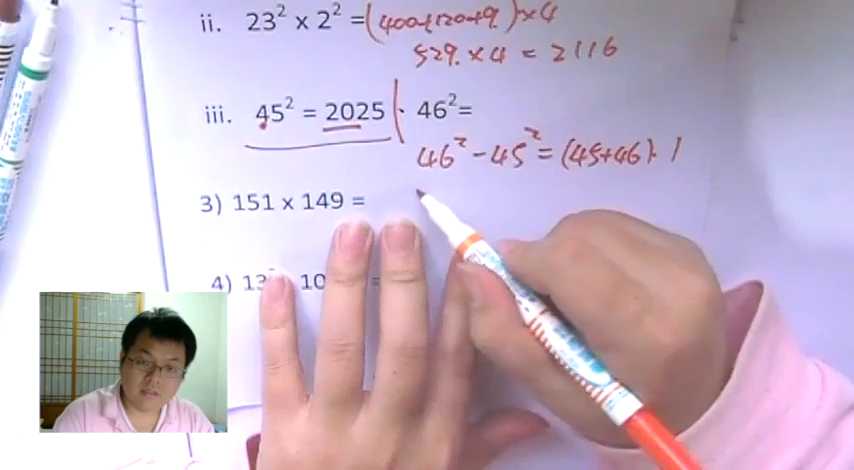 ii. 23² × 2² = (400+120+9) × 4
529 × 4 = 2116
iii. 45² = 2025 46² =
46² - 45² = (45+46) · 1
3) 151 × 149 =
4) 13 10 =